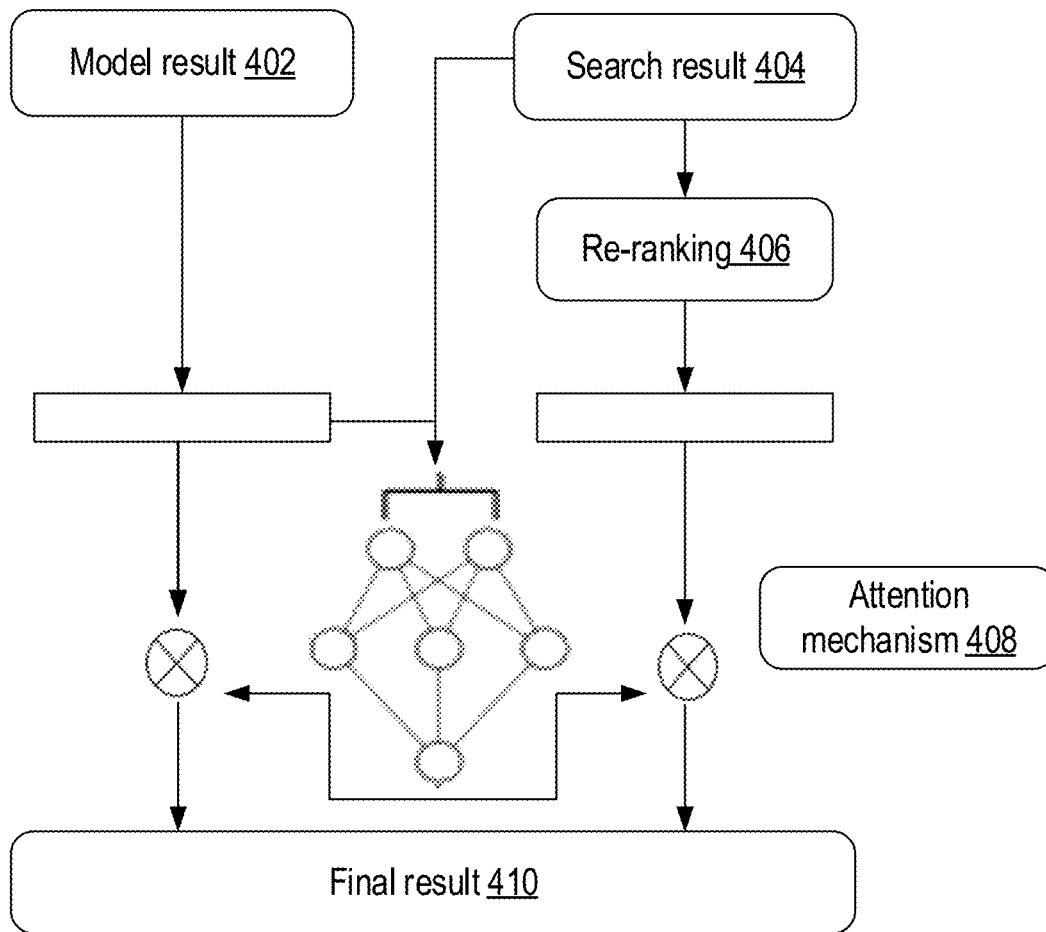 Model result 402
Search result 404
Re-ranking 406
Attention
mechanism 408
Final result 410